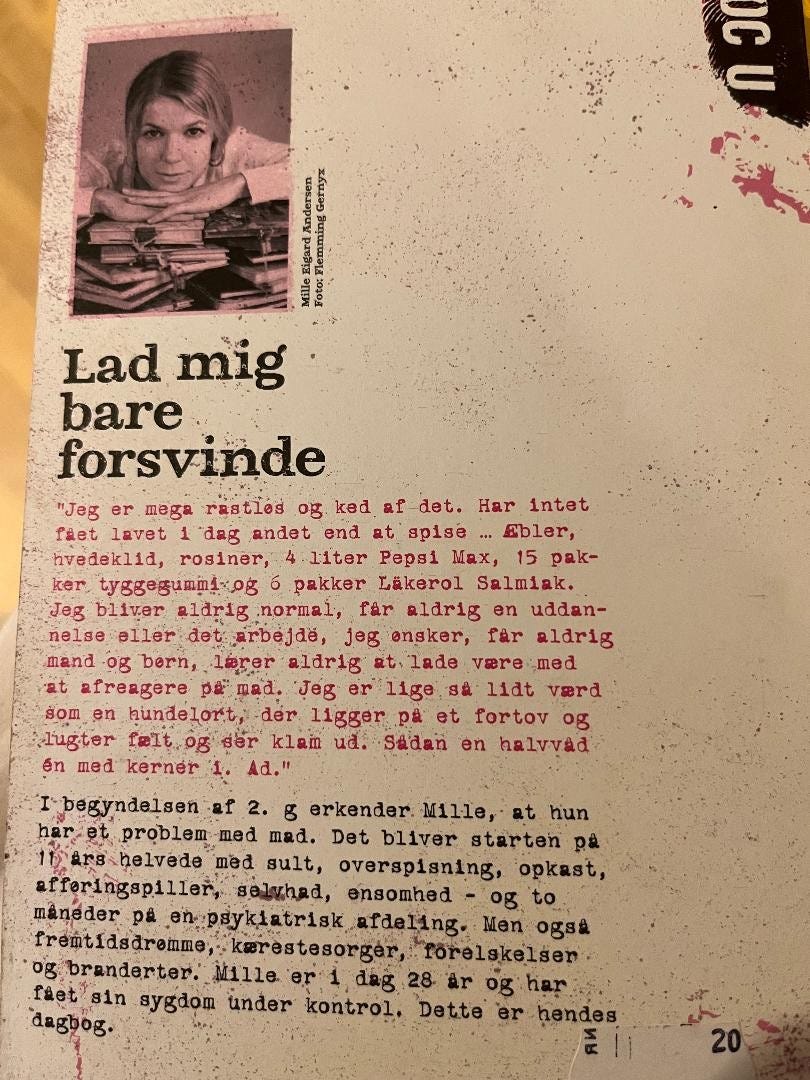 DOC U
Mille Eigard Andersen
Foto: Flemming Gernyx
Lad mig
bare
forsvinde
"Jeg er mega rastløs og ked af det. Har intet
fået lavet i dag andet end at spise … Æbler,
hvedeklid, rosiner, 4 liter Pepsi Max, 15 pak-
ker tyggegummi og 6 pakker Läkerol Salmiak.
Jeg bliver aldrig normal, får aldrig en uddan-
nelse eller det arbejde, jeg ønsker, får aldrig
mand og børn, lærer aldrig at lade være med
at afreagere på mad. Jeg er lige så lidt værd
som en hundelort, der ligger på et fortov og
lugter fælt og ser klam ud. Sådan en halvvåd
én med kerner i. Ad."
I begyndelsen af 2. g erkender Mille, at hun
har et problem med mad. Det bliver starten på
11 års helvede med sult, overspisning, opkast,
afføringspiller, selvhad, ensomhed – og to
måneder på en psykiatrisk afdeling. Men også
fremtidsdrømme, kærestesorger, forelskelser
og branderter. Mille er i dag 28 år og har
fået sin sygdom under kontrol. Dette er hendes
dagbog.
20